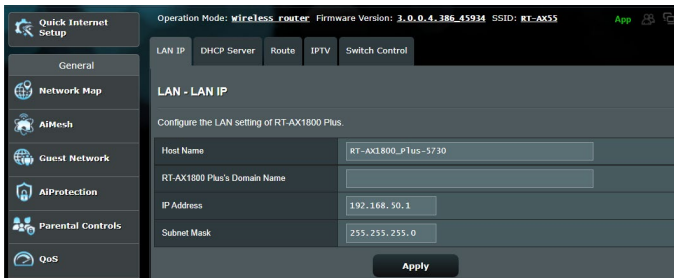 Quick Internet
Setup
Operation Mode: Wireless router Firmware Version: 3.0.0.4.386_45934 SSID: RT-AX55
App
General
LAN IP DHCP Server Route IPTV Switch Control
Network Map
LAN - LAN IP
AiMesh
Configure the LAN setting of RT-AX1800 Plus.
Guest Network
Host Name RT-AX1800_Plus-5730
RT-AX1800 Plus's Domain Name
AiProtection
IP Address 192.168.50.1
Parental Controls
Subnet Mask 255.255.255.0
QoS
Apply